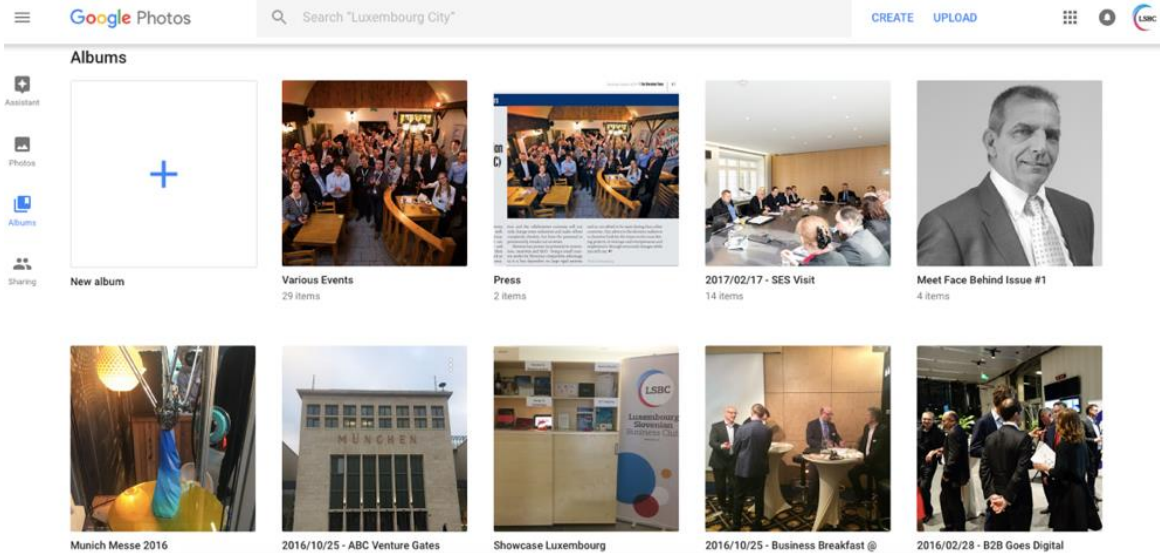 Google Photos
Search "Luxembourg City"
CREATE UPLOAD
LSBC
Albums
Assistant
Photos
Albums
Sharing
New album
Various Events
29 items
Press
2 items
2017/02/17 - SES Visit
14 items
Meet Face Behind Issue #1
4 items
MÜNCHEN
LSBC
Luxembourg
Slovenian
Business Club
Munich Messe 2016
2016/10/25 - ABC Venture Gates
Showcase Luxembourg
2016/10/25 - Business Breakfast @
2016/02/28 - B2B Goes Digital